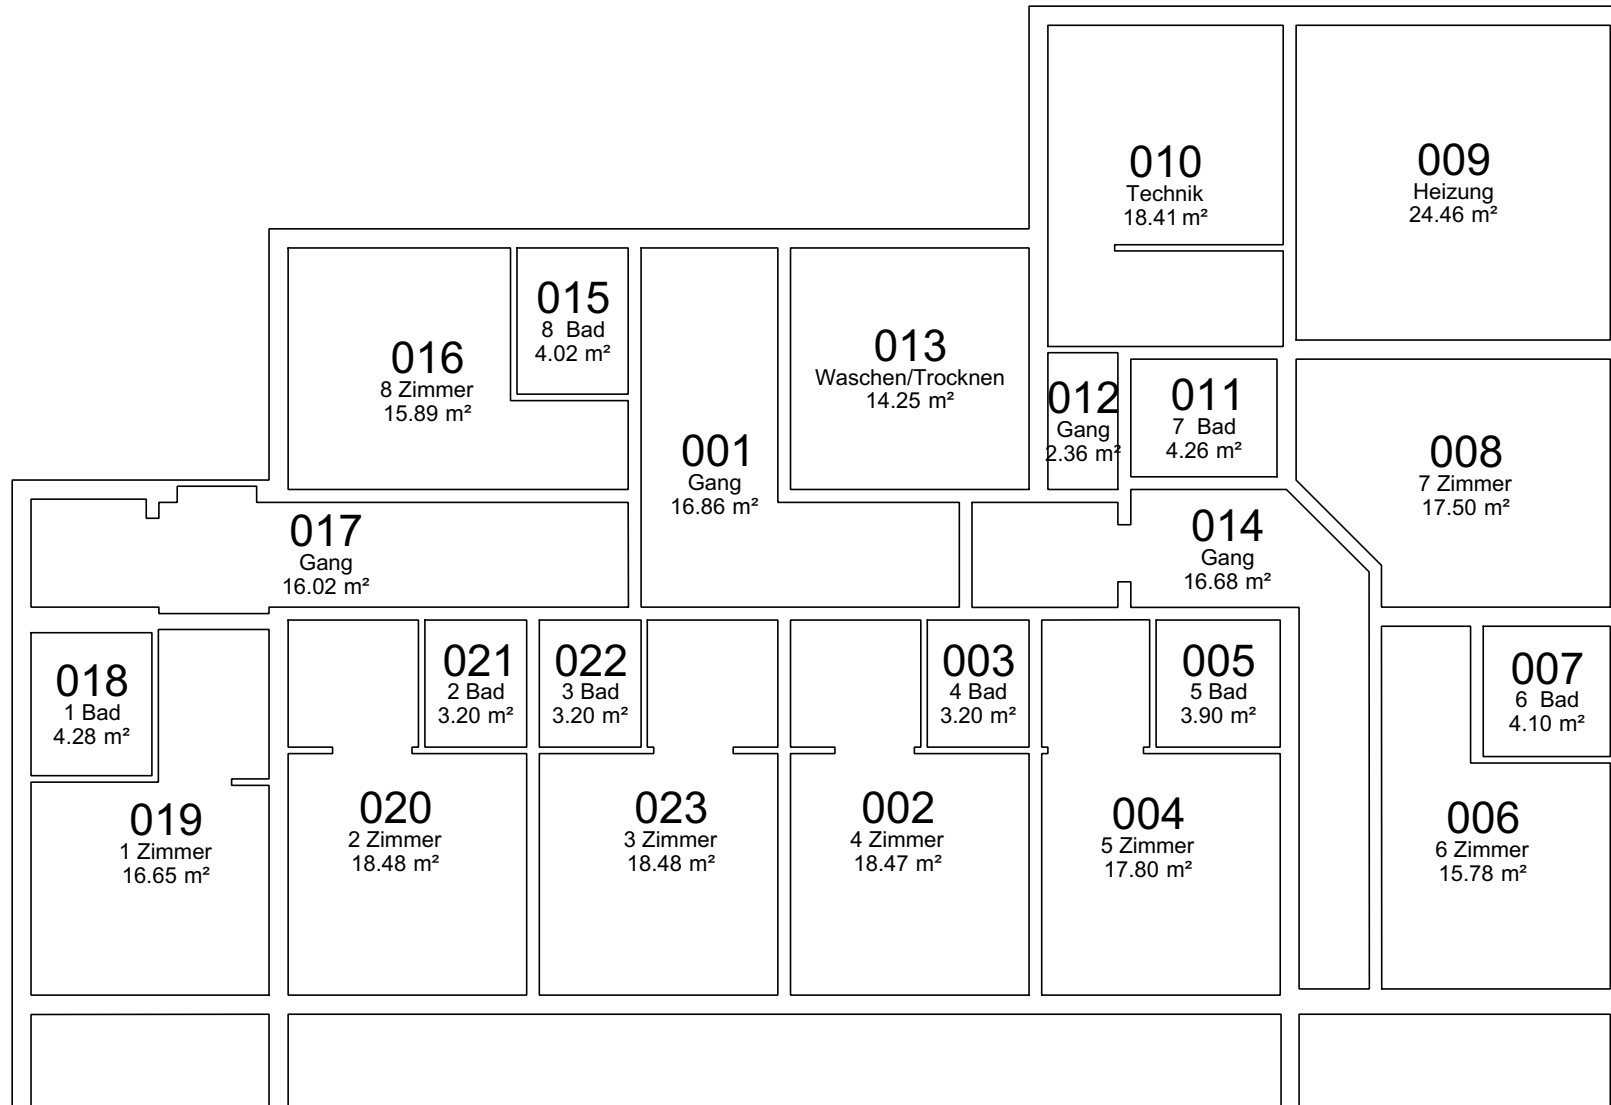 010
Technik
18.41 m²
009
Heizung
24.46 m²
015
8 Bad
4.02 m²
016
8 Zimmer
15.89 m²
013
Waschen/Trocknen
14.25 m²
012
Gang
2.36 m²
011
7 Bad
4.26 m²
001
Gang
16.86 m²
008
7 Zimmer
17.50 m²
017
Gang
16.02 m²
014
Gang
16.68 m²
018
1 Bad
4.28 m²
021
2 Bad
3.20 m²
022
3 Bad
3.20 m²
003
4 Bad
3.20 m²
005
5 Bad
3.90 m²
007
6 Bad
4.10 m²
019
1 Zimmer
16.65 m²
020
2 Zimmer
18.48 m²
023
3 Zimmer
18.48 m²
002
4 Zimmer
18.47 m²
004
5 Zimmer
17.80 m²
006
6 Zimmer
15.78 m²